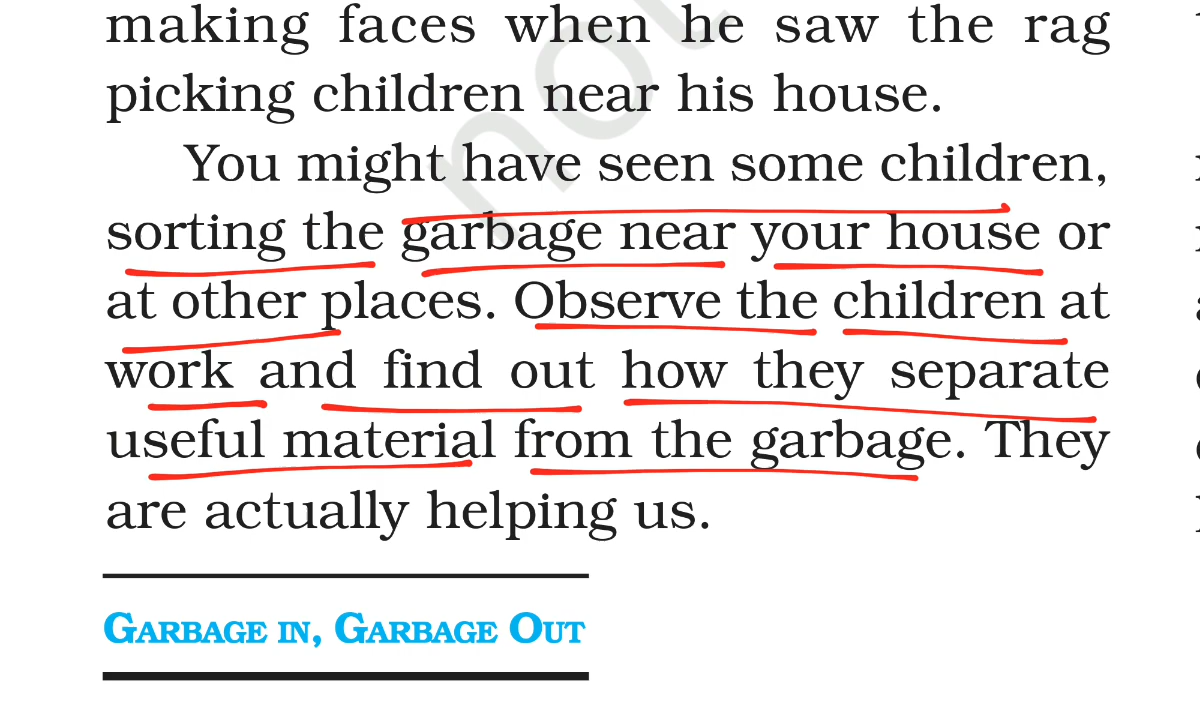 making faces when he saw the rag
picking children near his house.
You might have seen some children,
sorting the garbage near your house or
at other places. Observe the children at
work and find out how they separate
useful material from the garbage. They
are actually helping us.
GARBAGE IN, GARBAGE OUT
not